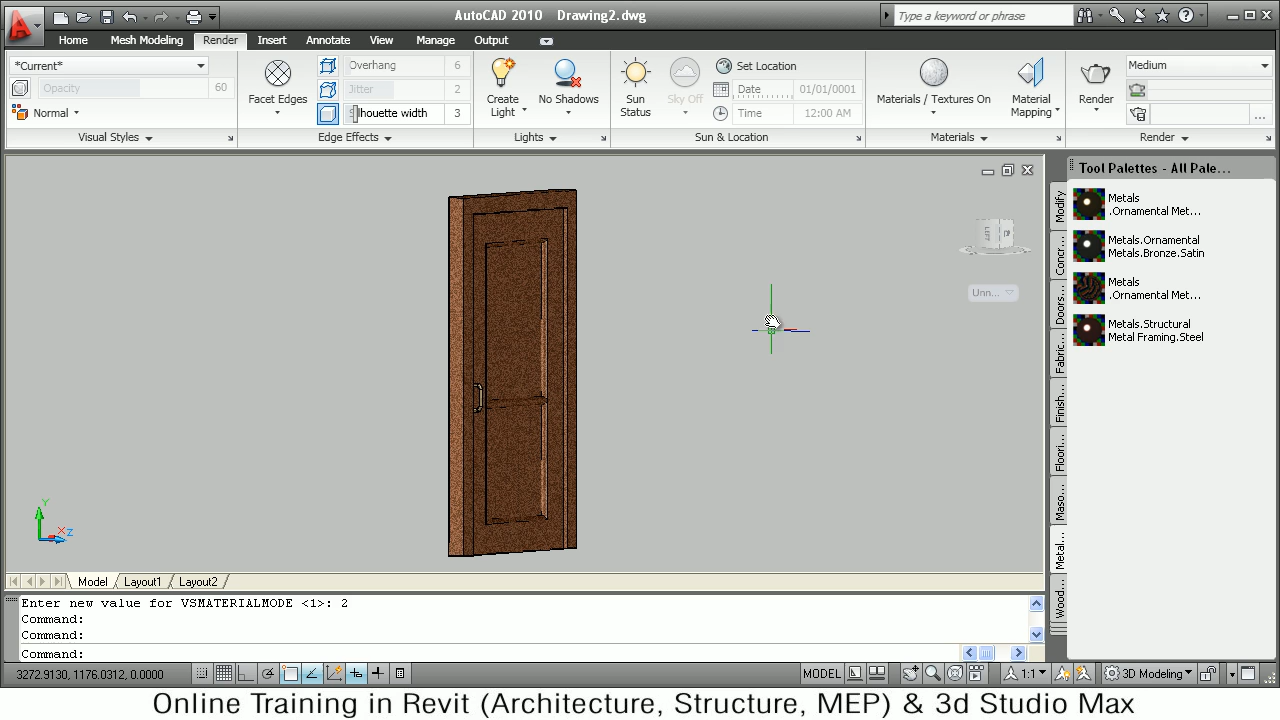 AutoCAD 2010 Drawing2.dwg
Type a keyword or phrase
Home Mesh Modeling Render Insert Annotate View Manage Output
*Current*
Opacity 60
Normal
Visual Styles
Facet Edges
Overhang 6
Jitter 2
lhouette width 3
Edge Effects
Create Light
No Shadows
Lights
Sun Status
Sky Off
Set Location
Date 01/01/0001
Time 12:00 AM
Sun & Location
Materials / Textures On
Material Mapping
Materials
Render
Medium
...
Render
LEFT
Unn...
Y
X
Z
Tool Palettes - All Pale...
Modify
Concr...
Doors...
Fabric...
Finish...
Floori...
Maso...
Metal...
Wood...
Metals
.Ornamental Met...
Metals.Ornamental
Metals.Bronze.Satin
Metals
.Ornamental Met...
Metals.Structural
Metal Framing.Steel
Model Layout1 Layout2
Enter new value for VSMATERIALMODE <1>: 2
Command:
Command:
Command:
3272.9130, 1176.0312, 0.0000
MODEL
1:1
3D Modeling
Online Training in Revit (Architecture, Structure, MEP) & 3d Studio Max